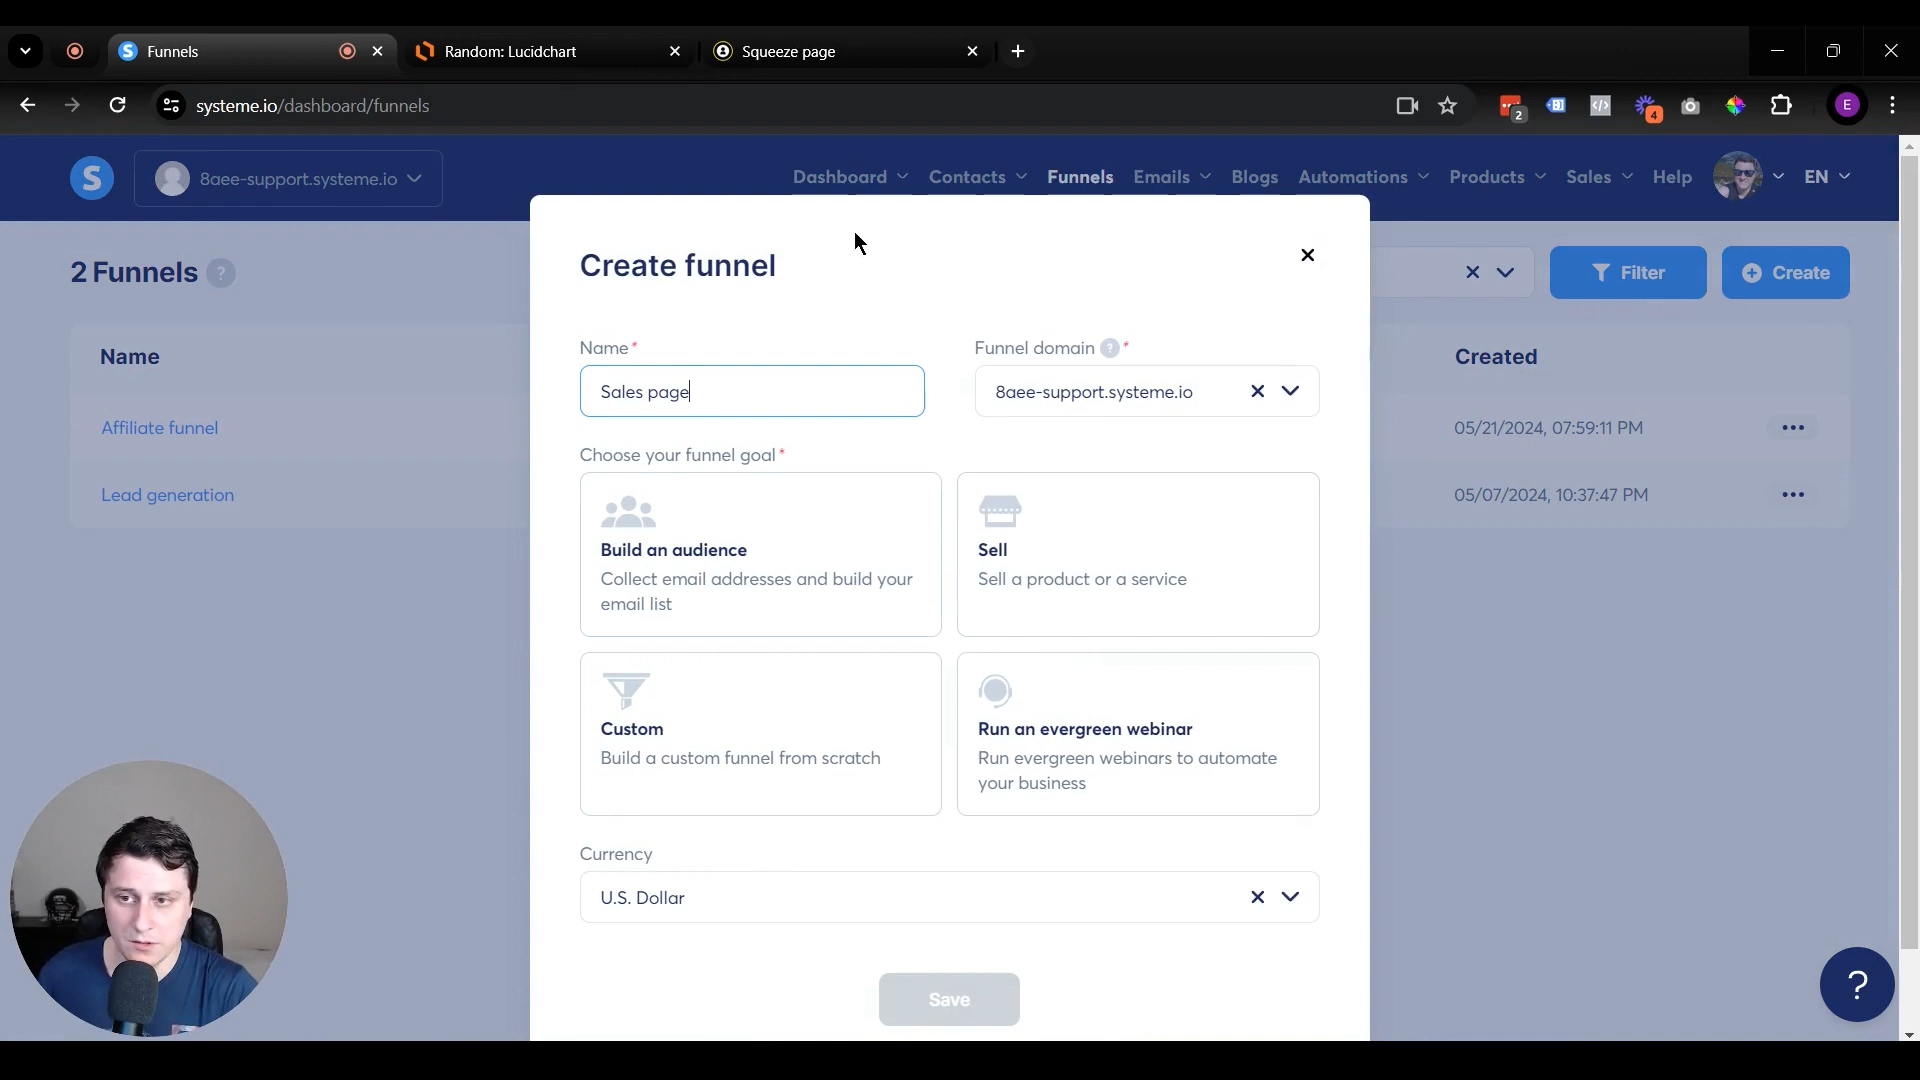 Funnels
Random: Lucidchart
Squeeze page
systeme.io/dashboard/funnels
2
4
E
S
8aee-support.systeme.io
Dashboard
Contacts
Funnels
Emails
Blogs
Automations
Products
Sales
Help
EN
2 Funnels ?
Filter
Create
Name
Created
Affiliate funnel
05/21/2024, 07:59:11 PM
Lead generation
05/07/2024, 10:37:47 PM
Create funnel
Name*
Funnel domain ? *
Sales page
8aee-support.systeme.io
Choose your funnel goal*
Build an audience
Collect email addresses and build your
email list
Sell
Sell a product or a service
Custom
Build a custom funnel from scratch
Run an evergreen webinar
Run evergreen webinars to automate
your business
Currency
U.S. Dollar
Save
?